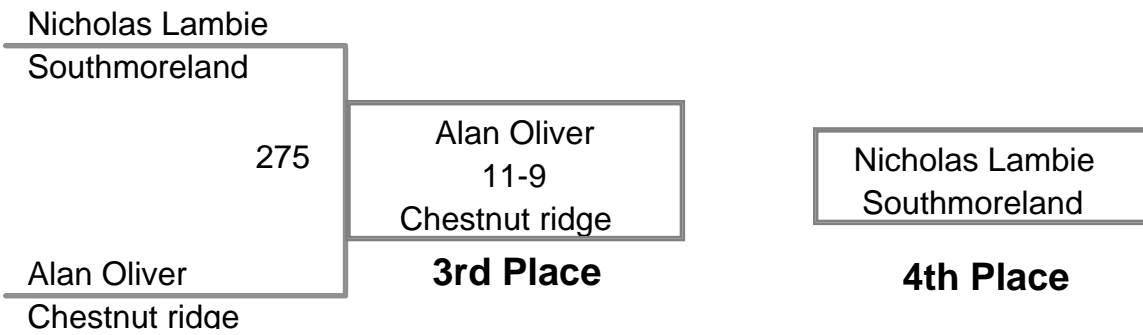 Nicholas Lambie
Southmoreland
275
Alan Oliver
Chestnut ridge
Alan Oliver
11-9
Chestnut ridge
3rd Place
Nicholas Lambie
Southmoreland
4th Place